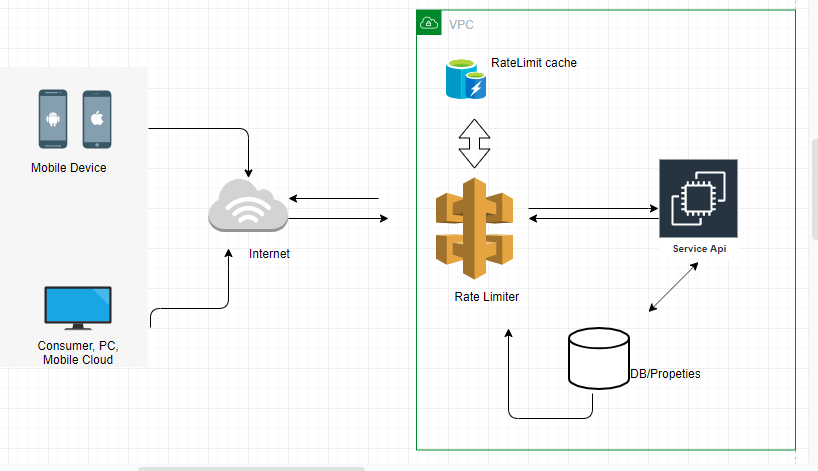 VPC
RateLimit cache
Mobile Device
Internet
Service Api
Rate Limiter
Consumer, PC,
Mobile Cloud
DB/Propeties